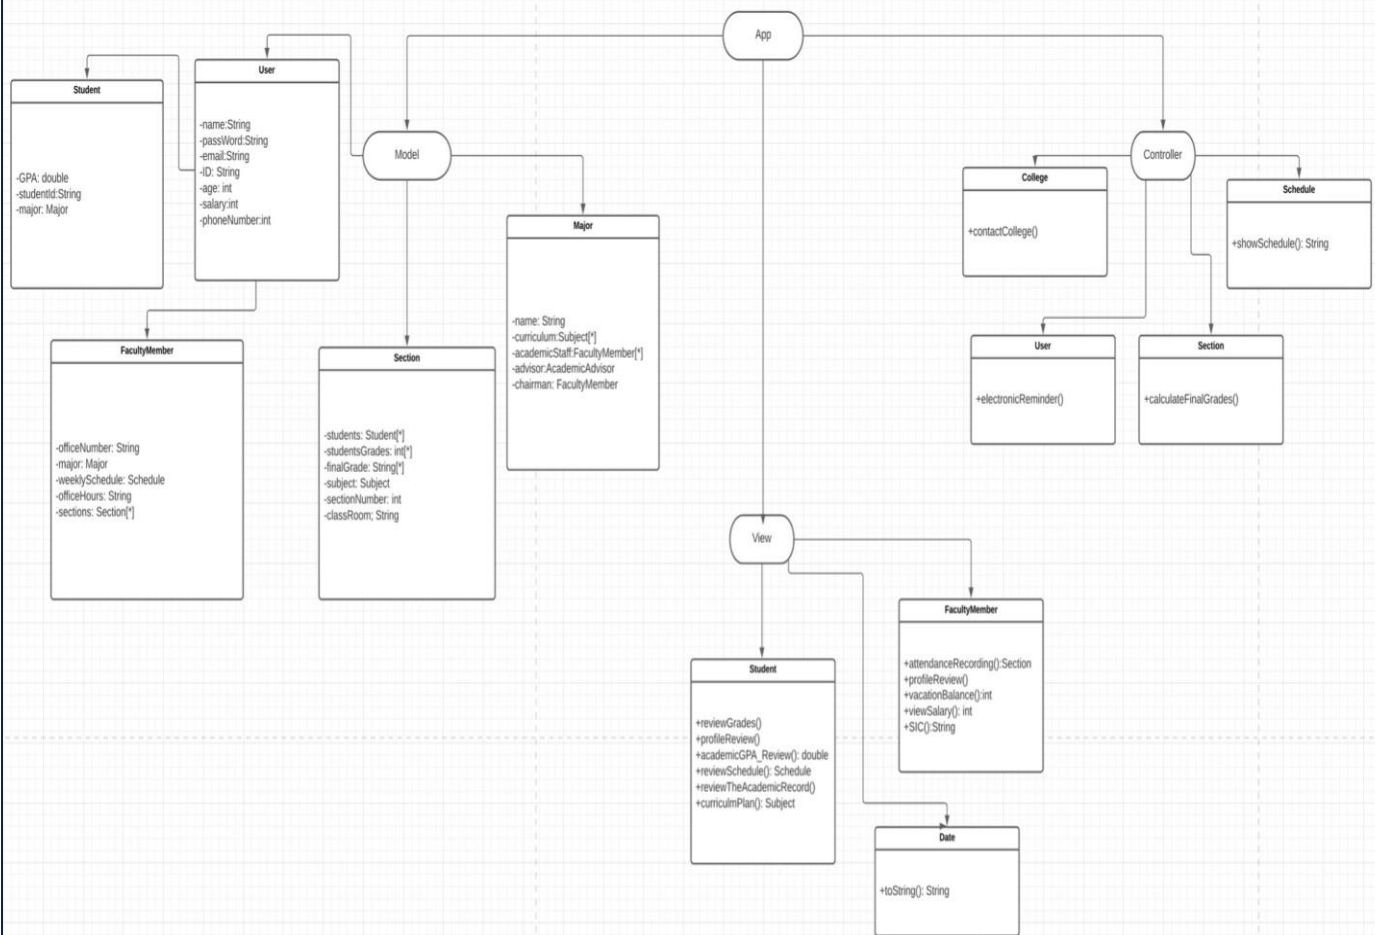 App
Model
Controller
User
-name:String
-passWord:String
-email:String
-ID: String
-age: int
-salary:int
-phoneNumber:int
Student
-GPA: double
-studentId:String
-major: Major
FacultyMember
-officeNumber: String
-major: Major
-weeklySchedule: Schedule
-officeHours: String
-sections: Section[*]
Section
-students: Student[*]
-studentsGrades: int[*]
-finalGrade: String[*]
-subject: Subject
-sectionNumber: int
-classRoom; String
Major
-name: String
-curriculum:Subject[*]
-academicStaff:FacultyMember[*]
-advisor:AcademicAdvisor
-chairman: FacultyMember
College
+contactCollege()
Schedule
+showSchedule(): String
User
+electronicReminder()
Section
+calculateFinalGrades()
View
Student
+reviewGrades()
+profileReview()
+academicGPA_Review(): double
+reviewSchedule(): Schedule
+reviewTheAcademicRecord()
+curriculmPlan(): Subject
FacultyMember
+attendanceRecording():Section
+profileReview()
+vacationBalance():int
+viewSalary(): int
+SIC():String
Date
+toString(): String